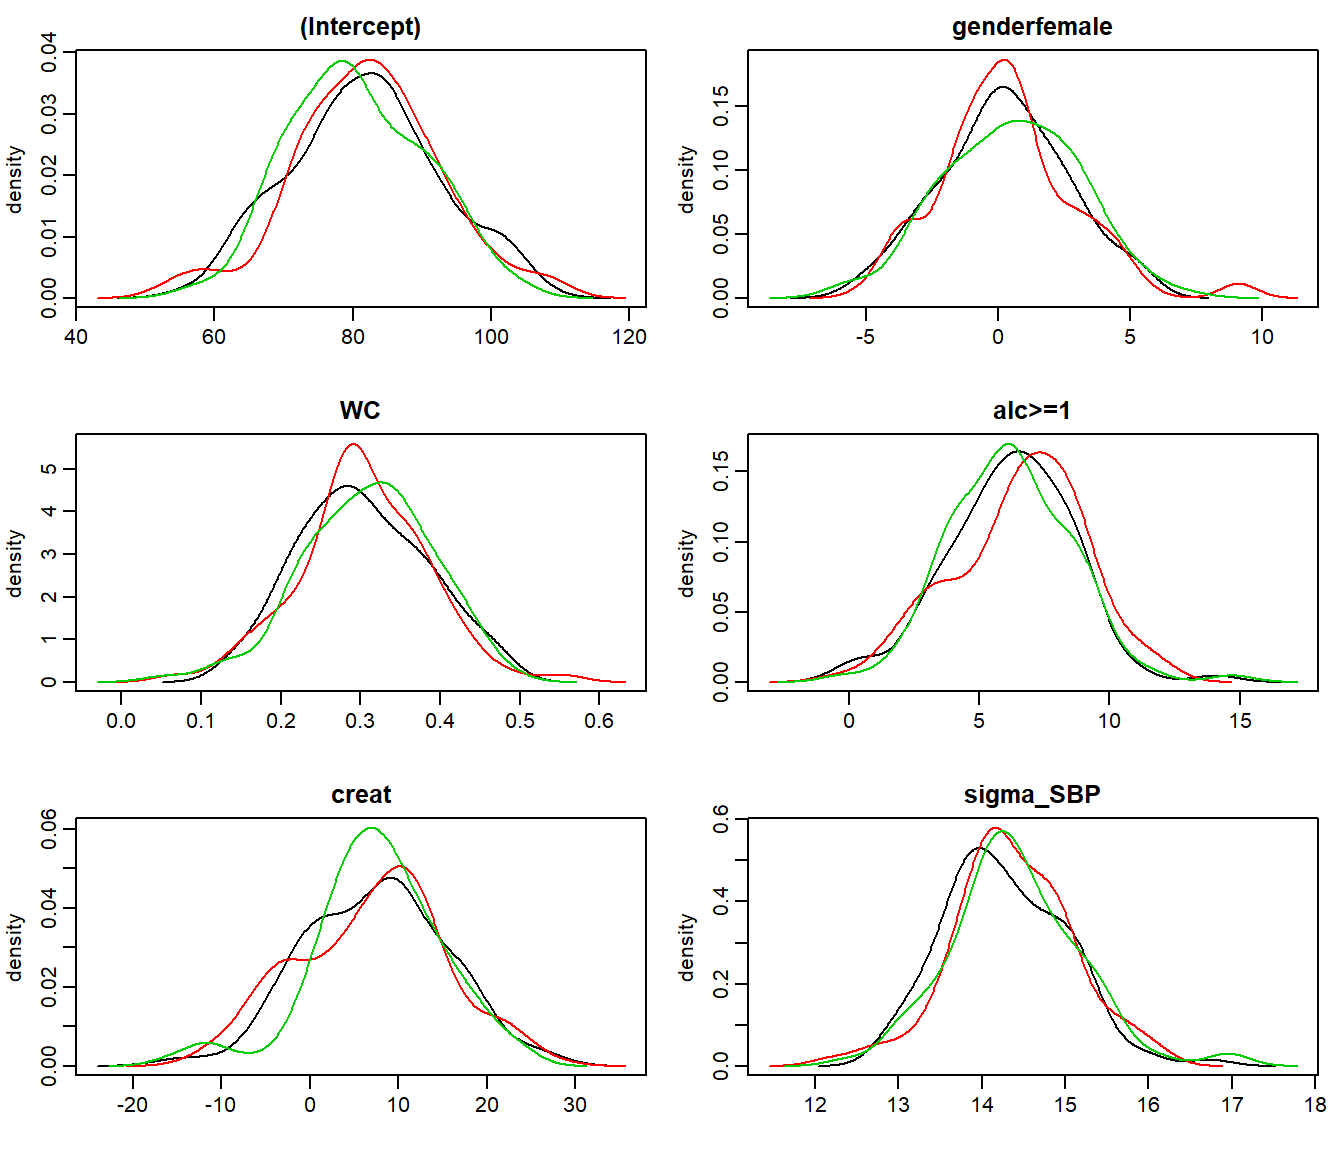 (Intercept)
density
0.00 0.01 0.02 0.03 0.04
40 60 80 100 120
genderfemale
density
0.00 0.05 0.10 0.15
-5 0 5 10
WC
density
0 1 2 3 4 5
0.0 0.1 0.2 0.3 0.4 0.5 0.6
alc>=1
density
0.00 0.05 0.10 0.15
0 5 10 15
creat
density
0.00 0.02 0.04 0.06
-20 -10 0 10 20 30
sigma_SBP
density
0.0 0.2 0.4 0.6
12 13 14 15 16 17 18